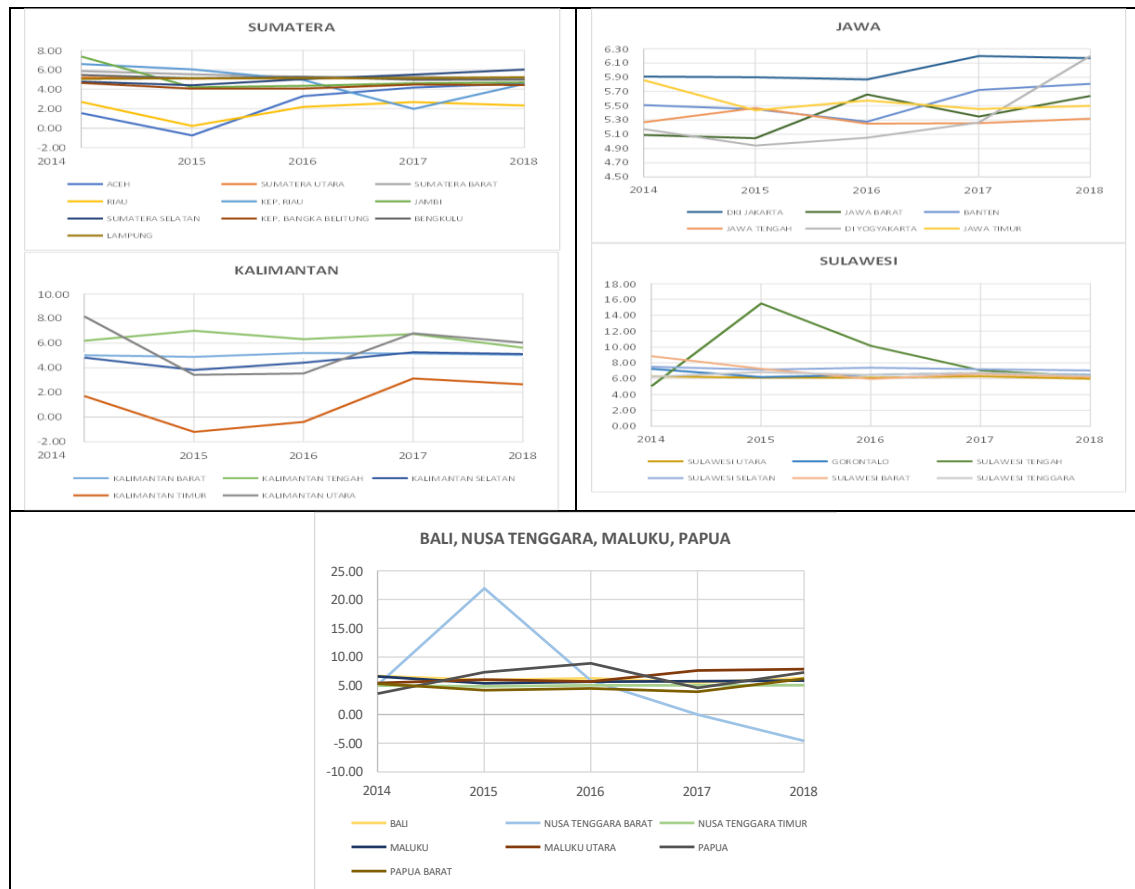 SUMATERA
8.00
6.00
4.00
2.00
0.00
-2.00
2014 2015 2016 2017 2018
ACEH SUMATERA UTARA SUMATERA BARAT
RIAU KEP. RIAU JAMBI
SUMATERA SELATAN KEP. BANGKA BELITUNG BENGKULU
LAMPUNG
JAWA
6.30
6.10
5.90
5.70
5.50
5.30
5.10
4.90
4.70
4.50
2014 2015 2016 2017 2018
DKI JAKARTA JAWA BARAT BANTEN
JAWA TENGAH DI YOGYAKARTA JAWA TIMUR
KALIMANTAN
10.00
8.00
6.00
4.00
2.00
0.00
-2.00
2014 2015 2016 2017 2018
KALIMANTAN BARAT KALIMANTAN TENGAH KALIMANTAN SELATAN
KALIMANTAN TIMUR KALIMANTAN UTARA
SULAWESI
18.00
16.00
14.00
12.00
10.00
8.00
6.00
4.00
2.00
0.00
2014 2015 2016 2017 2018
SULAWESI UTARA GORONTALO SULAWESI TENGAH
SULAWESI SELATAN SULAWESI BARAT SULAWESI TENGGARA
BALI, NUSA TENGGARA, MALUKU, PAPUA
25.00
20.00
15.00
10.00
5.00
0.00
-5.00
-10.00
2014 2015 2016 2017 2018
BALI NUSA TENGGARA BARAT NUSA TENGGARA TIMUR
MALUKU MALUKU UTARA PAPUA
PAPUA BARAT